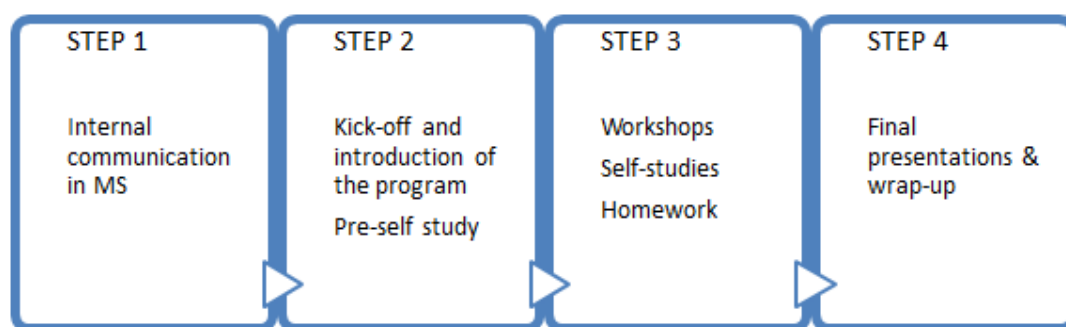 STEP 1
Internal
communication
in MS
STEP 2
Kick-off and
introduction of
the program
Pre-self study
STEP 3
Workshops
Self-studies
Homework
STEP 4
Final
presentations &
wrap-up